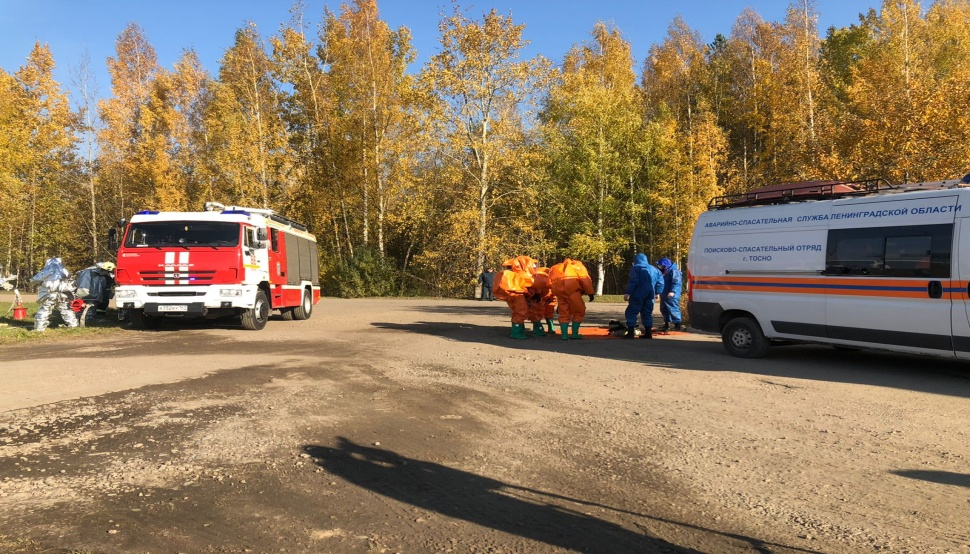 АВАРИЙНО-СПАСАТЕЛЬНАЯ СЛУЖБА ЛЕНИНГРАДСКОЙ ОБЛАСТИ
ПОИСКОВО-СПАСАТЕЛЬНЫЙ ОТРЯД
г. ТОСНО